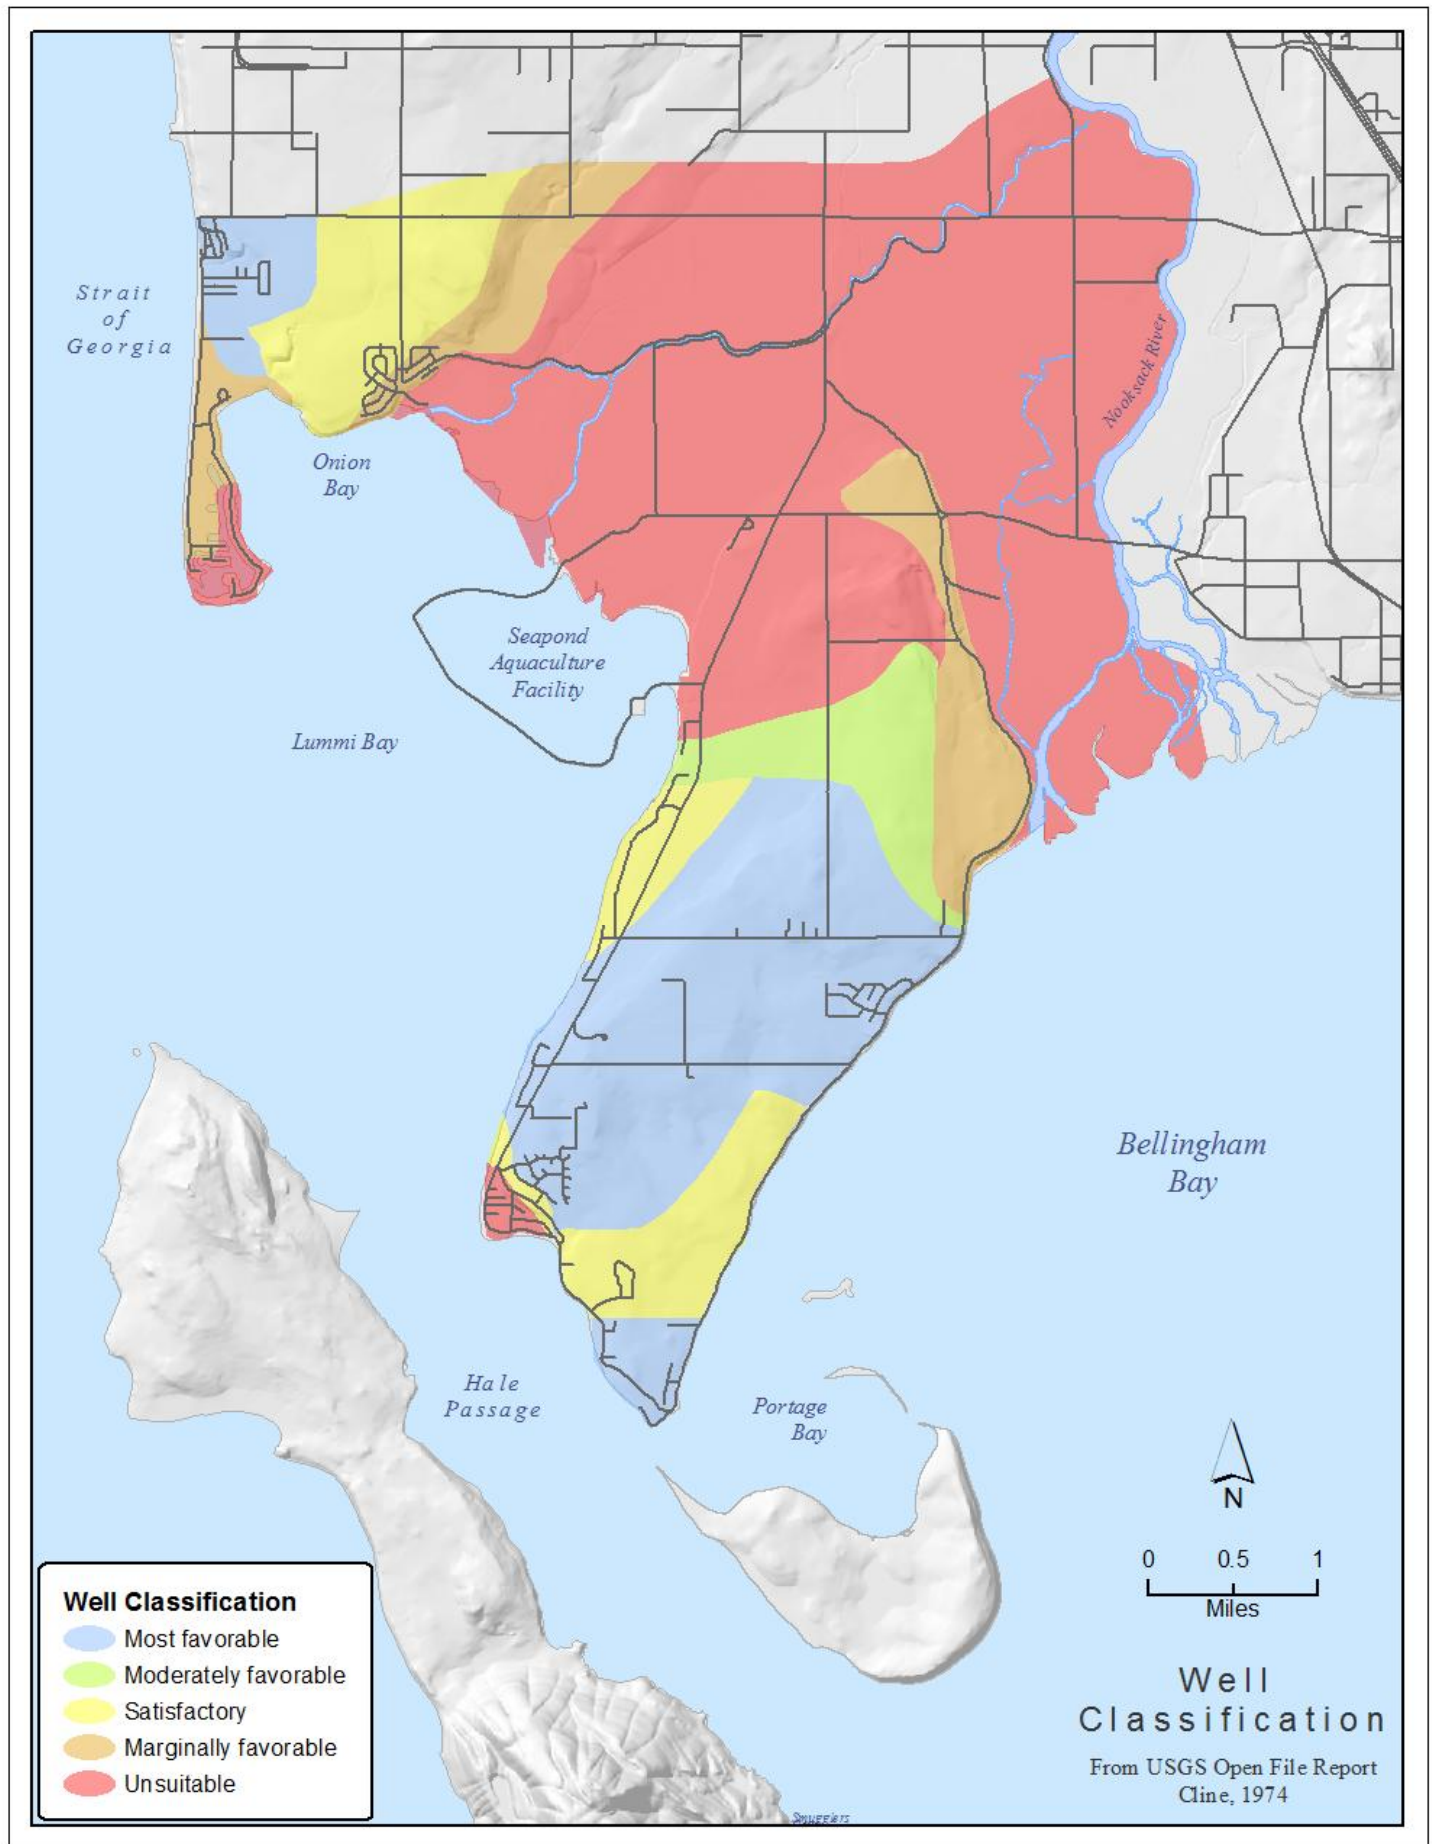 Strait
of
Georgia
Nooksack River
Onion
Bay
Seapond
Aquaculture
Facility
Lummi Bay
Bellingham
Bay
Hale
Passage
Portage
Bay
N
0 0.5 1
Miles
Well Classification
Most favorable
Moderately favorable
Satisfactory
Marginally favorable
Unsuitable
Well
Classification
From USGS Open File Report
Cline, 1974
Smugglers